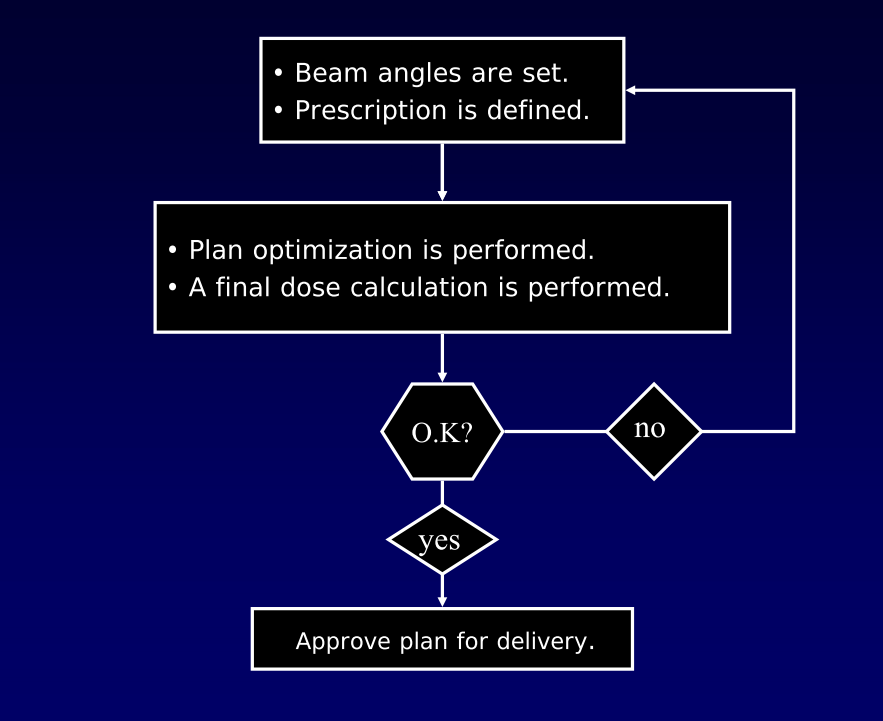 • Beam angles are set.
• Prescription is defined.
• Plan optimization is performed.
• A final dose calculation is performed.
O.K?
no
yes
Approve plan for delivery.